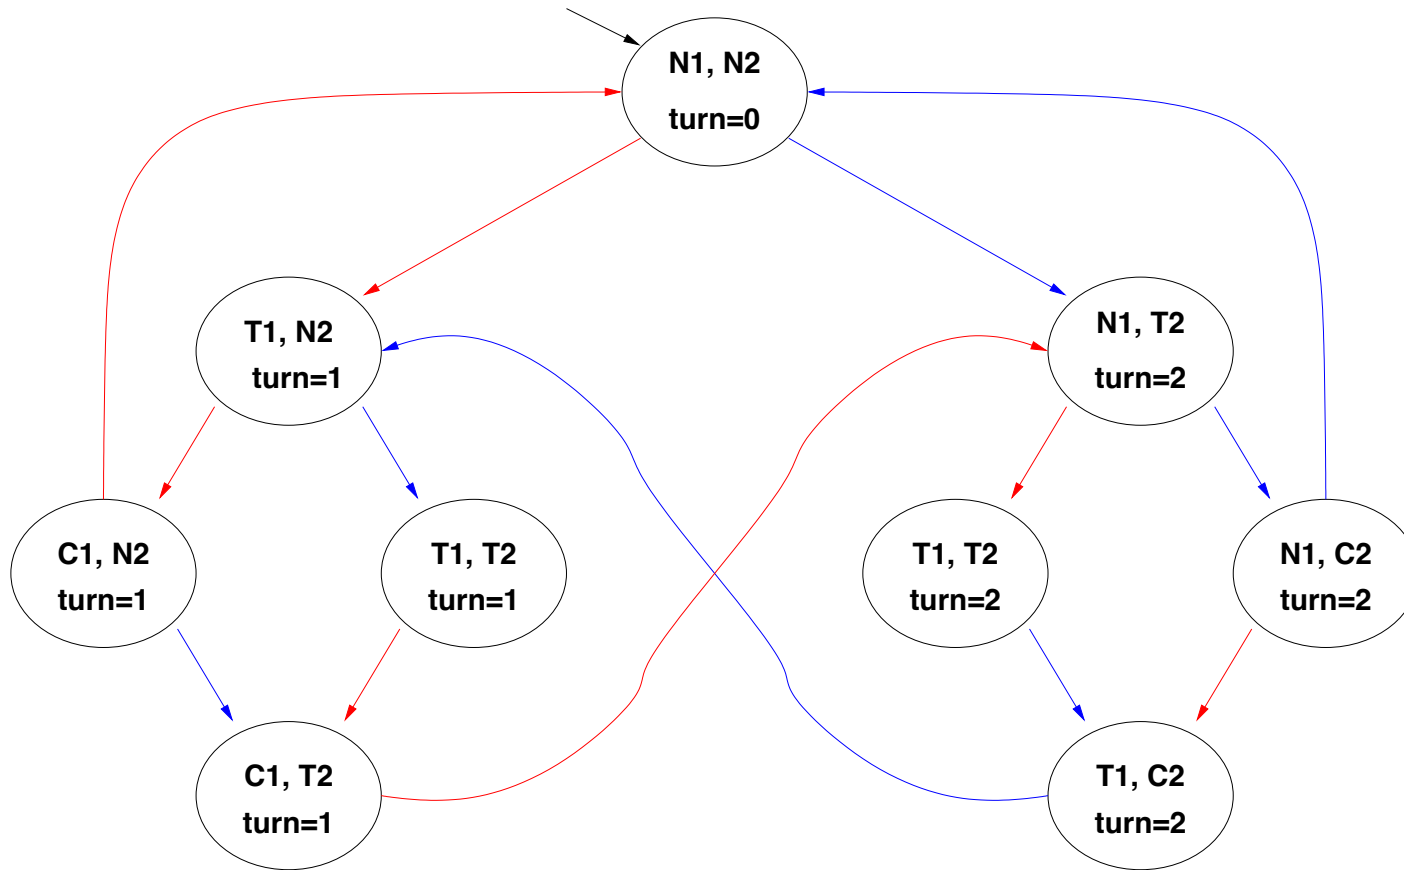 N1, N2
turn=0
T1, N2
turn=1
N1, T2
turn=2
C1, N2
turn=1
T1, T2
turn=1
T1, T2
turn=2
N1, C2
turn=2
C1, T2
turn=1
T1, C2
turn=2